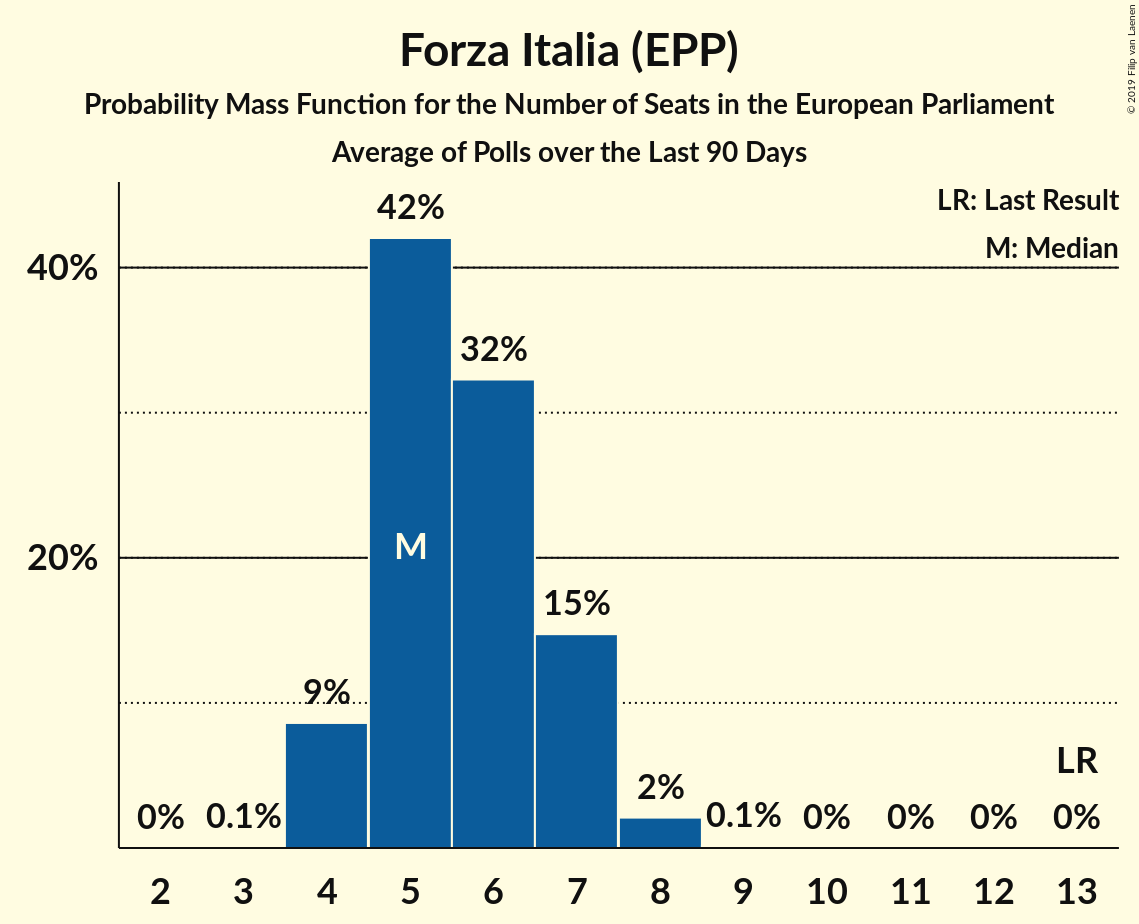 Forza Italia (EPP)
Probability Mass Function for the Number of Seats in the European Parliament
Average of Polls over the Last 90 Days
© 2019 Filip van Laenen
LR: Last Result
M: Median
42%
40%
32%
M
20%
15%
9%
LR
2%
0% 0.1% 0.1% 0% 0% 0% 0%
2 3 4 5 6 7 8 9 10 11 12 13